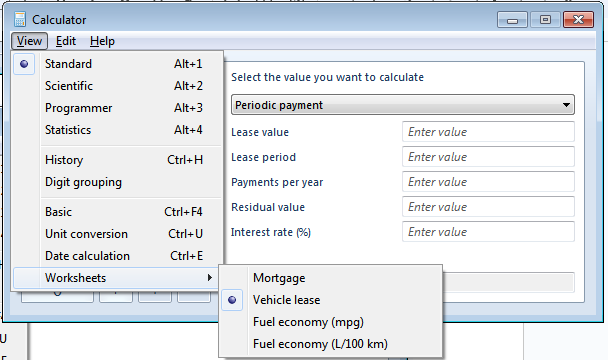 Calculator
View Edit Help
Standard Alt+1
Scientific Alt+2
Programmer Alt+3
Statistics Alt+4
History Ctrl+H
Digit grouping
Basic Ctrl+F4
Unit conversion Ctrl+U
Date calculation Ctrl+E
Worksheets
Mortgage
Vehicle lease
Fuel economy (mpg)
Fuel economy (L/100 km)
Select the value you want to calculate
Periodic payment
Lease value Enter value
Lease period Enter value
Payments per year Enter value
Residual value Enter value
Interest rate (%) Enter value